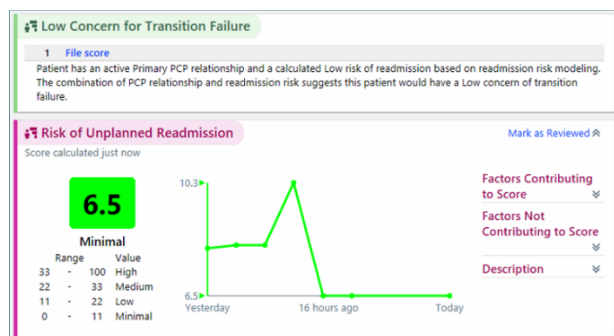 Low Concern for Transition Failure
1 File score
Patient has an active Primary PCP relationship and a calculated Low risk of readmission based on readmission risk modeling.
The combination of PCP relationship and readmission risk suggests this patient would have a Low concern of transition
failure.
Risk of Unplanned Readmission
Mark as Reviewed
Score calculated just now
6.5
Minimal
Range Value
33 - 100 High
22 - 33 Medium
11 - 22 Low
0 - 11 Minimal
10.3
6.5
Yesterday 16 hours ago Today
Factors Contributing
to Score
Factors Not
Contributing to Score
Description